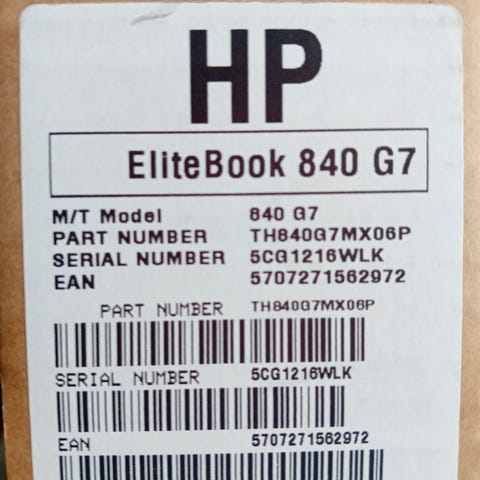 HP
EliteBook 840 G7
M/T Model 840 G7
PART NUMBER TH840G7MX06P
SERIAL NUMBER 5CG1216WLK
EAN 5707271562972
PART NUMBER TH840G7MX06P
SERIAL NUMBER 5CG1216WLK
EAN 5707271562972